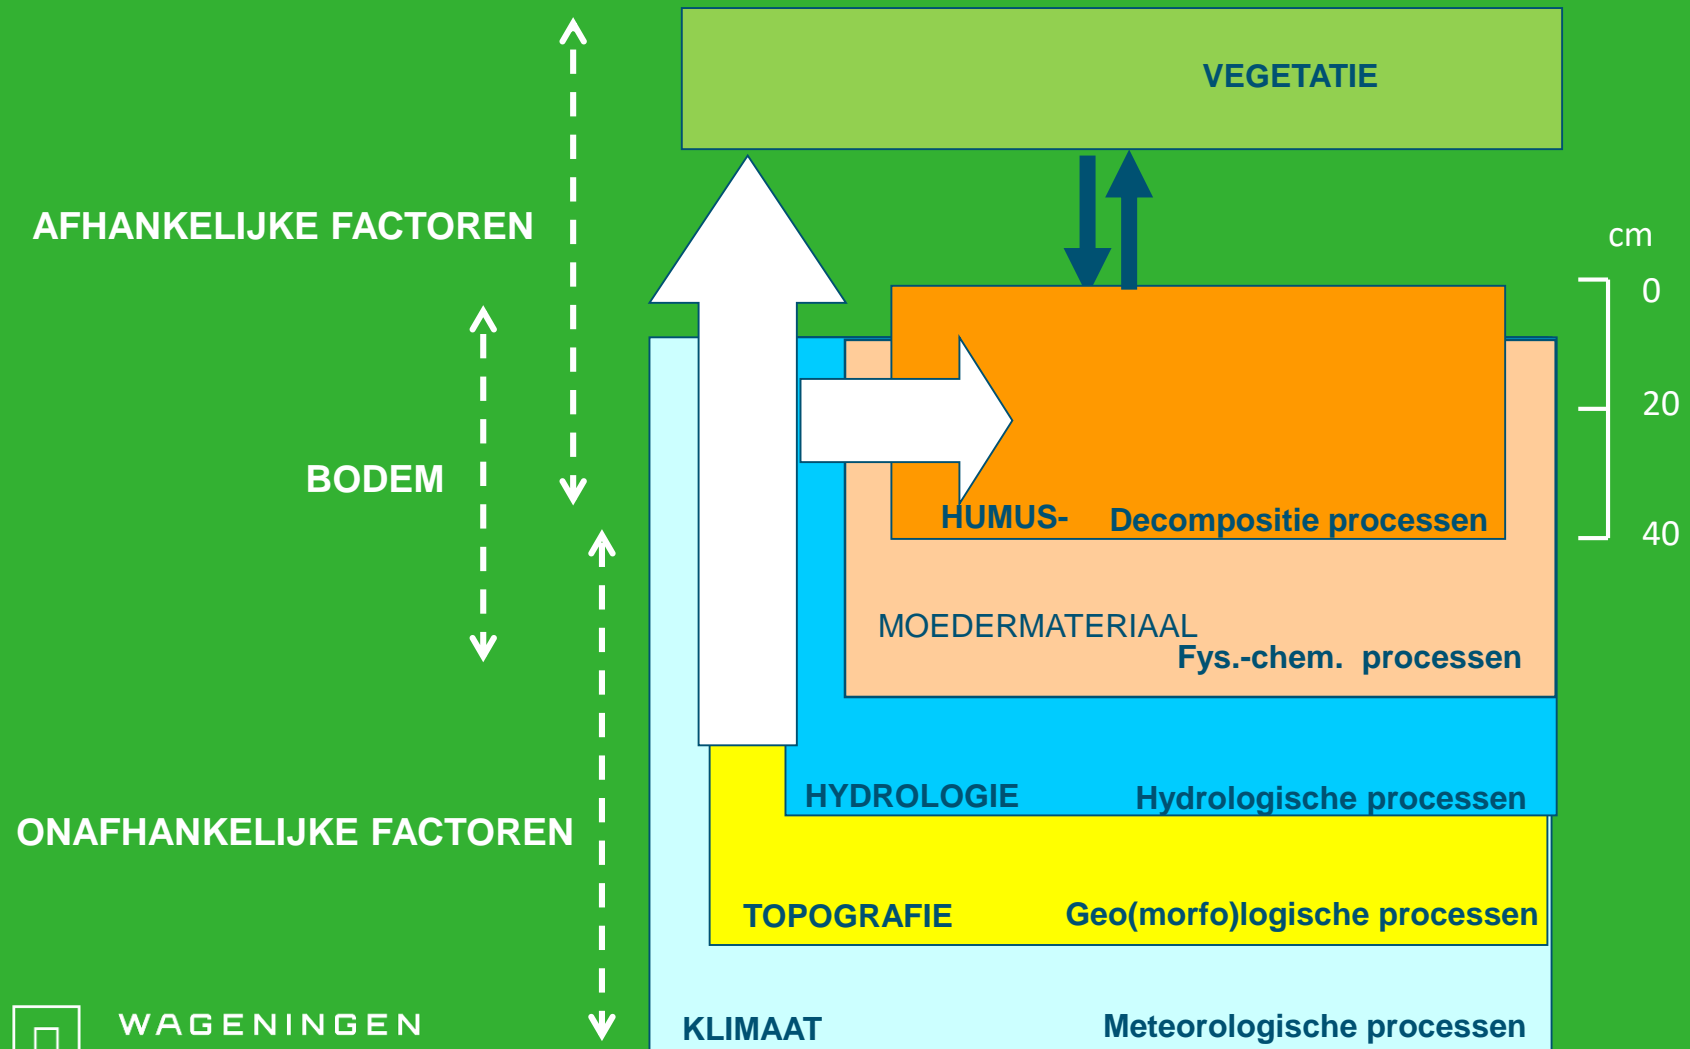 VEGETATIE
AFHANKELIJKE FACTOREN
cm
0
20
BODEM
HUMUS- Decompositie processen
40
MOEDERMATERIAAL
Fys.-chem. processen
HYDROLOGIE Hydrologische processen
ONAFHANKELIJKE FACTOREN
TOPOGRAFIE Geo(morfo)logische processen
WAGENINGEN
KLIMAAT Meteorologische processen